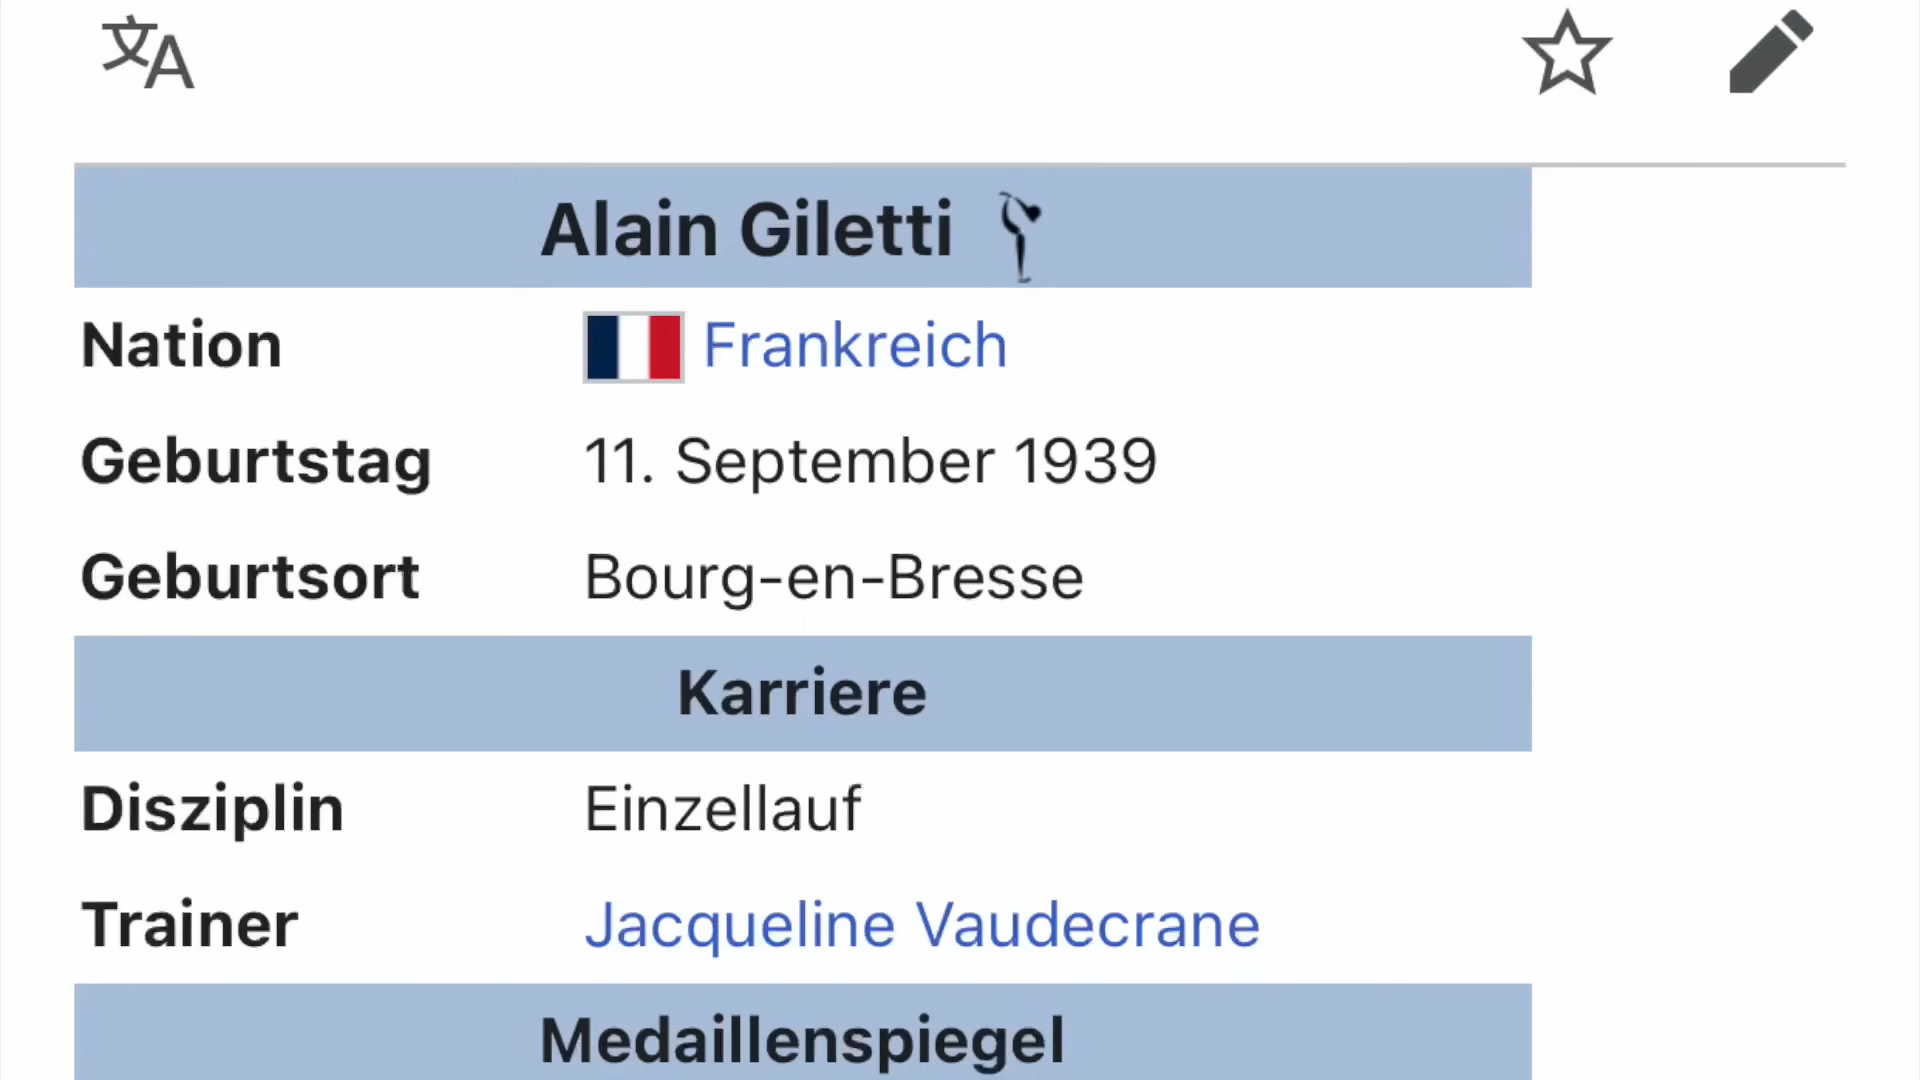 Alain Giletti
Nation Frankreich
Geburtstag 11. September 1939
Geburtsort Bourg-en-Bresse
Karriere
Disziplin Einzellauf
Trainer Jacqueline Vaudecrane
Medaillenspiegel